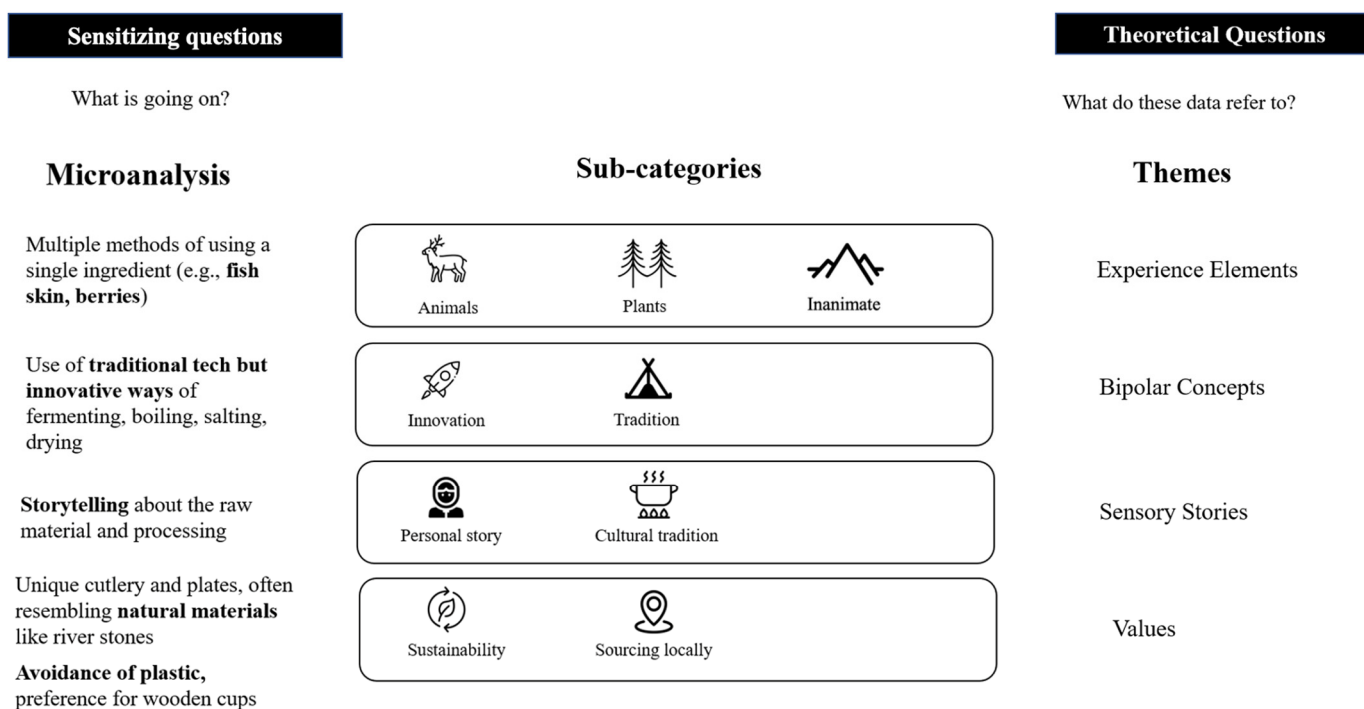 Sensitizing questions
Theoretical Questions
What is going on?
What do these data refer to?
Microanalysis
Sub-categories
Themes
Multiple methods of using a
single ingredient (e.g., fish
skin, berries)
Animals
Plants
Inanimate
Experience Elements
Use of traditional tech but
innovative ways of
fermenting, boiling, salting,
drying
Innovation
Tradition
Bipolar Concepts
Storytelling about the raw
material and processing
Personal story
Cultural tradition
Sensory Stories
Unique cutlery and plates, often
resembling natural materials
like river stones
Avoidance of plastic,
preference for wooden cups
Sustainability
Sourcing locally
Values